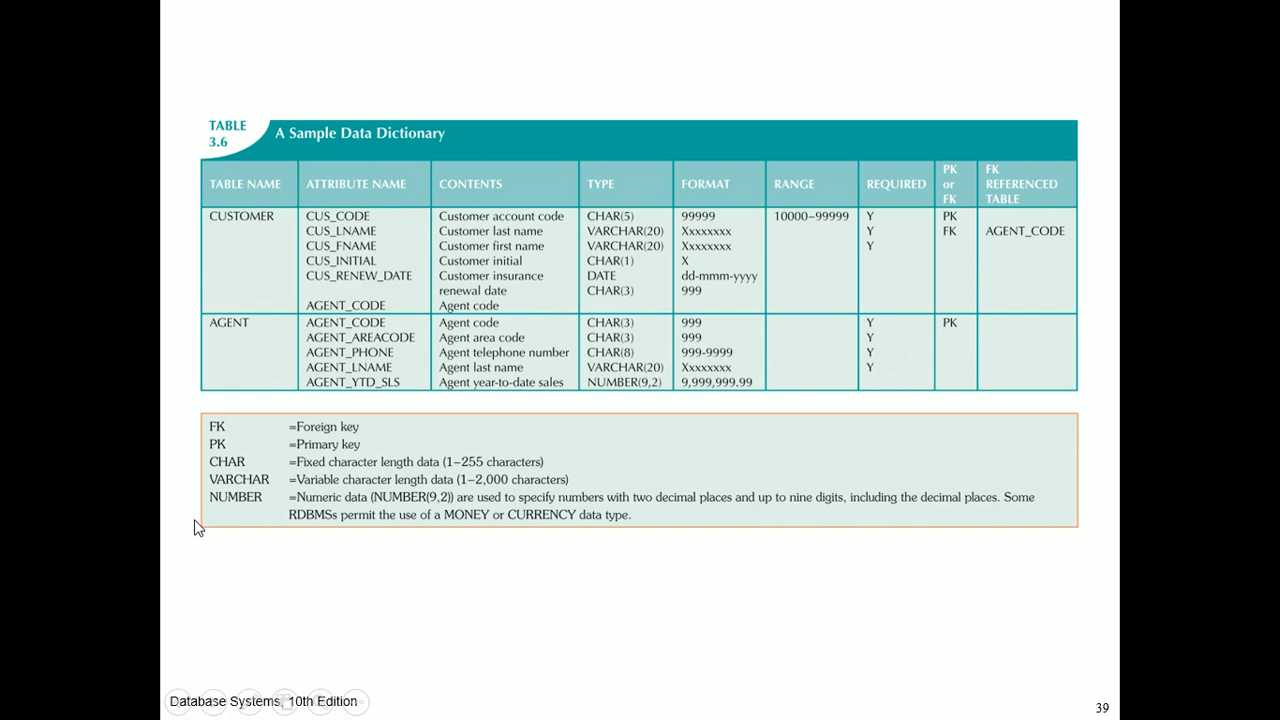 TABLE
3.6
A Sample Data Dictionary
TABLE NAME ATTRIBUTE NAME CONTENTS TYPE FORMAT RANGE REQUIRED PK or FK FK REFERENCED TABLE
CUSTOMER CUS_CODE Customer account code CHAR(5) 99999 10000–99999 Y PK
CUS_LNAME Customer last name VARCHAR(20) Xxxxxxxx Y FK AGENT_CODE
CUS_FNAME Customer first name VARCHAR(20) Xxxxxxxx Y
CUS_INITIAL Customer initial CHAR(1) X
CUS_RENEW_DATE Customer insurance DATE dd-mmm-yyyy
renewal date CHAR(3) 999
AGENT_CODE Agent code
AGENT AGENT_CODE Agent code CHAR(3) 999 Y PK
AGENT_AREACODE Agent area code CHAR(3) 999 Y
AGENT_PHONE Agent telephone number CHAR(8) 999-9999 Y
AGENT_LNAME Agent last name VARCHAR(20) Xxxxxxxx Y
AGENT_YTD_SLS Agent year-to-date sales NUMBER(9,2) 9,999,999.99
FK =Foreign key
PK =Primary key
CHAR =Fixed character length data (1–255 characters)
VARCHAR =Variable character length data (1–2,000 characters)
NUMBER =Numeric data (NUMBER(9,2)) are used to specify numbers with two decimal places and up to nine digits, including the decimal places. Some
RDBMSs permit the use of a MONEY or CURRENCY data type.
Database Systems, 10th Edition
39